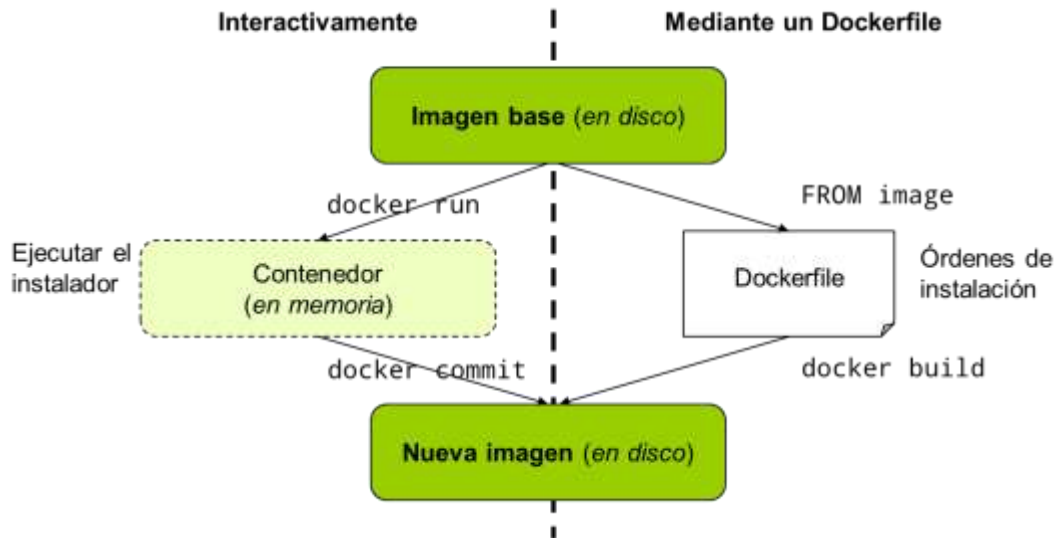 Interactivamente
Mediante un Dockerfile
Imagen base (en disco)
docker run
FROM image
Ejecutar el
instalador
Contenedor
(en memoria)
Dockerfile
Órdenes de
instalación
docker commit
docker build
Nueva imagen (en disco)